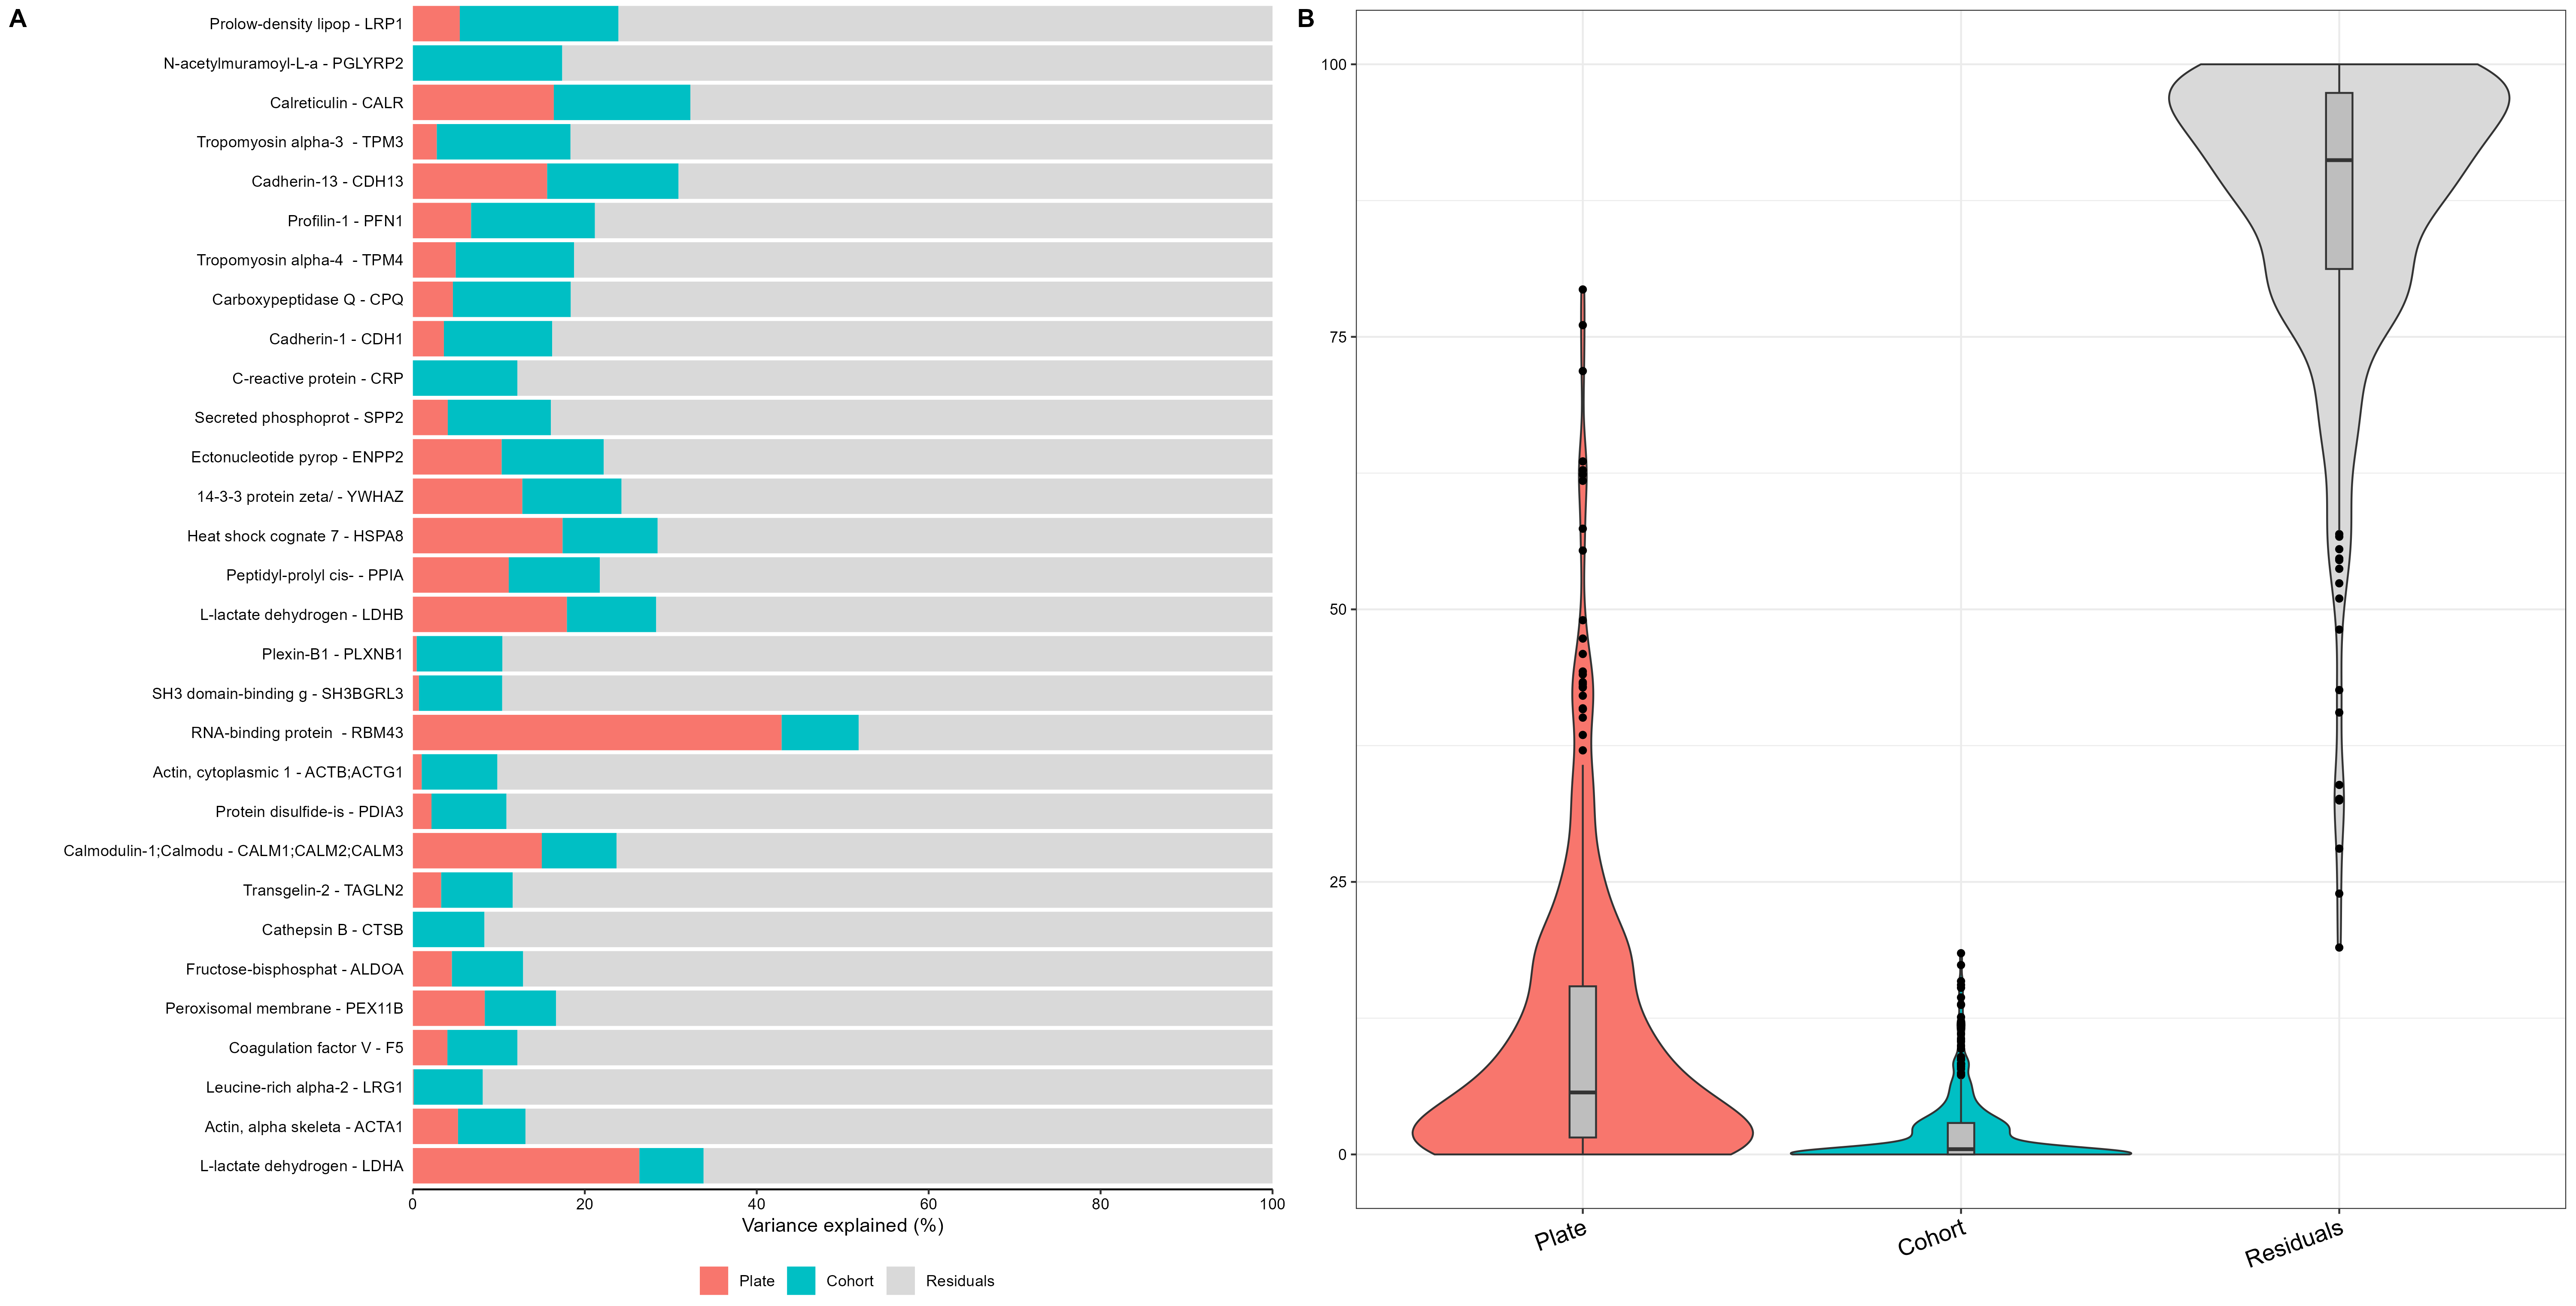 A
Prolow-density lipop - LRP1
N-acetylmuramoyl-L-a - PGLYRP2
Calreticulin - CALR
Tropomyosin alpha-3  - TPM3
Cadherin-13 - CDH13
Profilin-1 - PFN1
Tropomyosin alpha-4  - TPM4
Carboxypeptidase Q - CPQ
Cadherin-1 - CDH1
C-reactive protein - CRP
Secreted phosphoprot - SPP2
Ectonucleotide pyrop - ENPP2
14-3-3 protein zeta/ - YWHAZ
Heat shock cognate 7 - HSPA8
Peptidyl-prolyl cis- - PPIA
L-lactate dehydrogen - LDHB
Plexin-B1 - PLXNB1
SH3 domain-binding g - SH3BGRL3
RNA-binding protein  - RBM43
Actin, cytoplasmic 1 - ACTB;ACTG1
Protein disulfide-is - PDIA3
Calmodulin-1;Calmodu - CALM1;CALM2;CALM3
Transgelin-2 - TAGLN2
Cathepsin B - CTSB
Fructose-bisphosphat - ALDOA
Peroxisomal membrane - PEX11B
Coagulation factor V - F5
Leucine-rich alpha-2 - LRG1
Actin, alpha skeleta - ACTA1
L-lactate dehydrogen - LDHA
0 20 40 60 80 100
Variance explained (%)
Plate Cohort Residuals
B
100
75
50
25
0
Plate Cohort Residuals